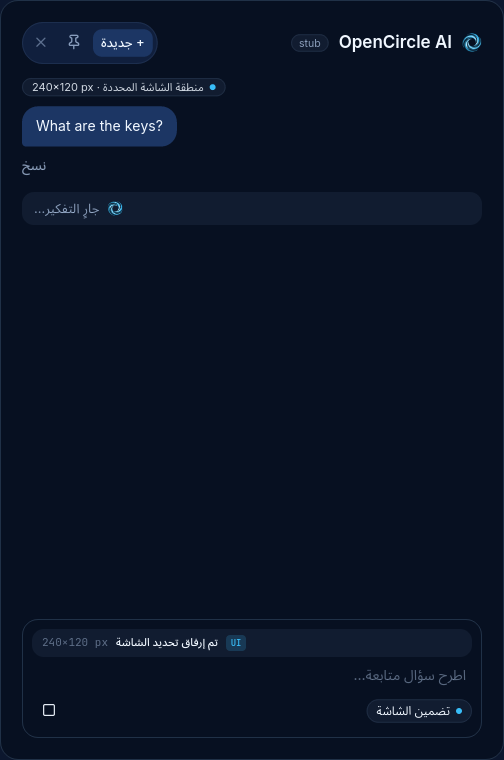 OpenCircle AI
stub
+ جديدة
منطقة الشاشة المحددة · 240×120 px
What are the keys?
نسخ
جارٍ التفكير...
UI
تم إرفاق تحديد الشاشة
240×120 px
اطرح سؤال متابعة...
تضمين الشاشة